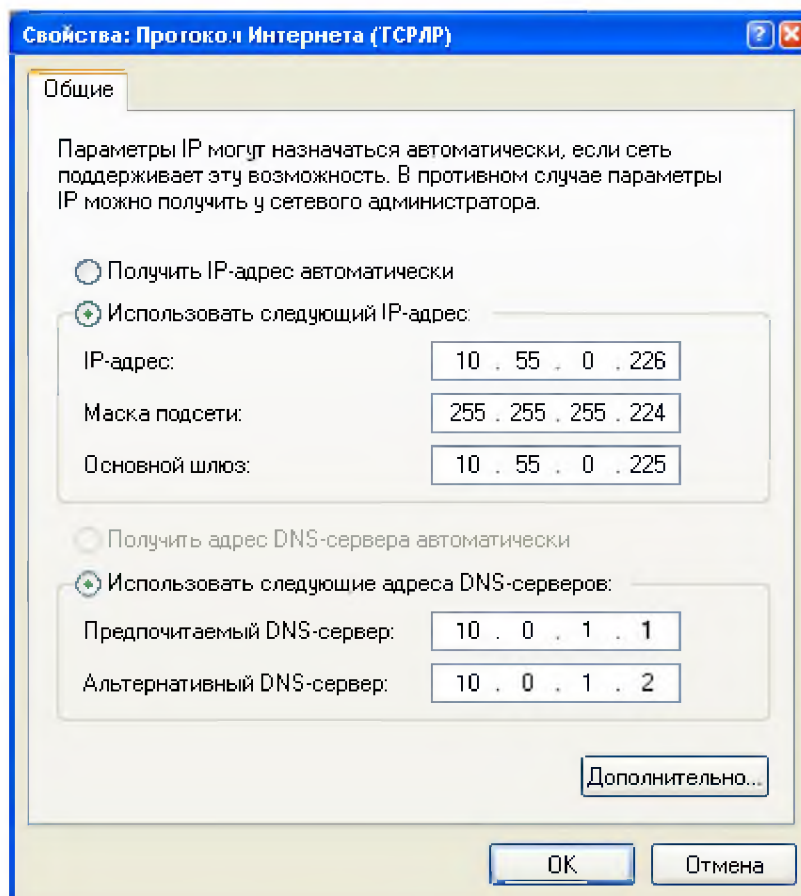 Свойства: Протокол Интернета (TCP/IP)
Общие
Параметры IP могут назначаться автоматически, если сеть
поддерживает эту возможность. В противном случае параметры
IP можно получить у сетевого администратора.
Получить IP-адрес автоматически
Использовать следующий IP-адрес:
IP-адрес: 10 . 55 . 0 . 226
Маска подсети: 255 . 255 . 255 . 224
Основной шлюз: 10 . 55 . 0 . 225
Получить адрес DNS-сервера автоматически
Использовать следующие адреса DNS-серверов:
Предпочитаемый DNS-сервер: 10 . 0 . 1 . 1
Альтернативный DNS-сервер: 10 . 0 . 1 . 2
Дополнительно...
OK Отмена